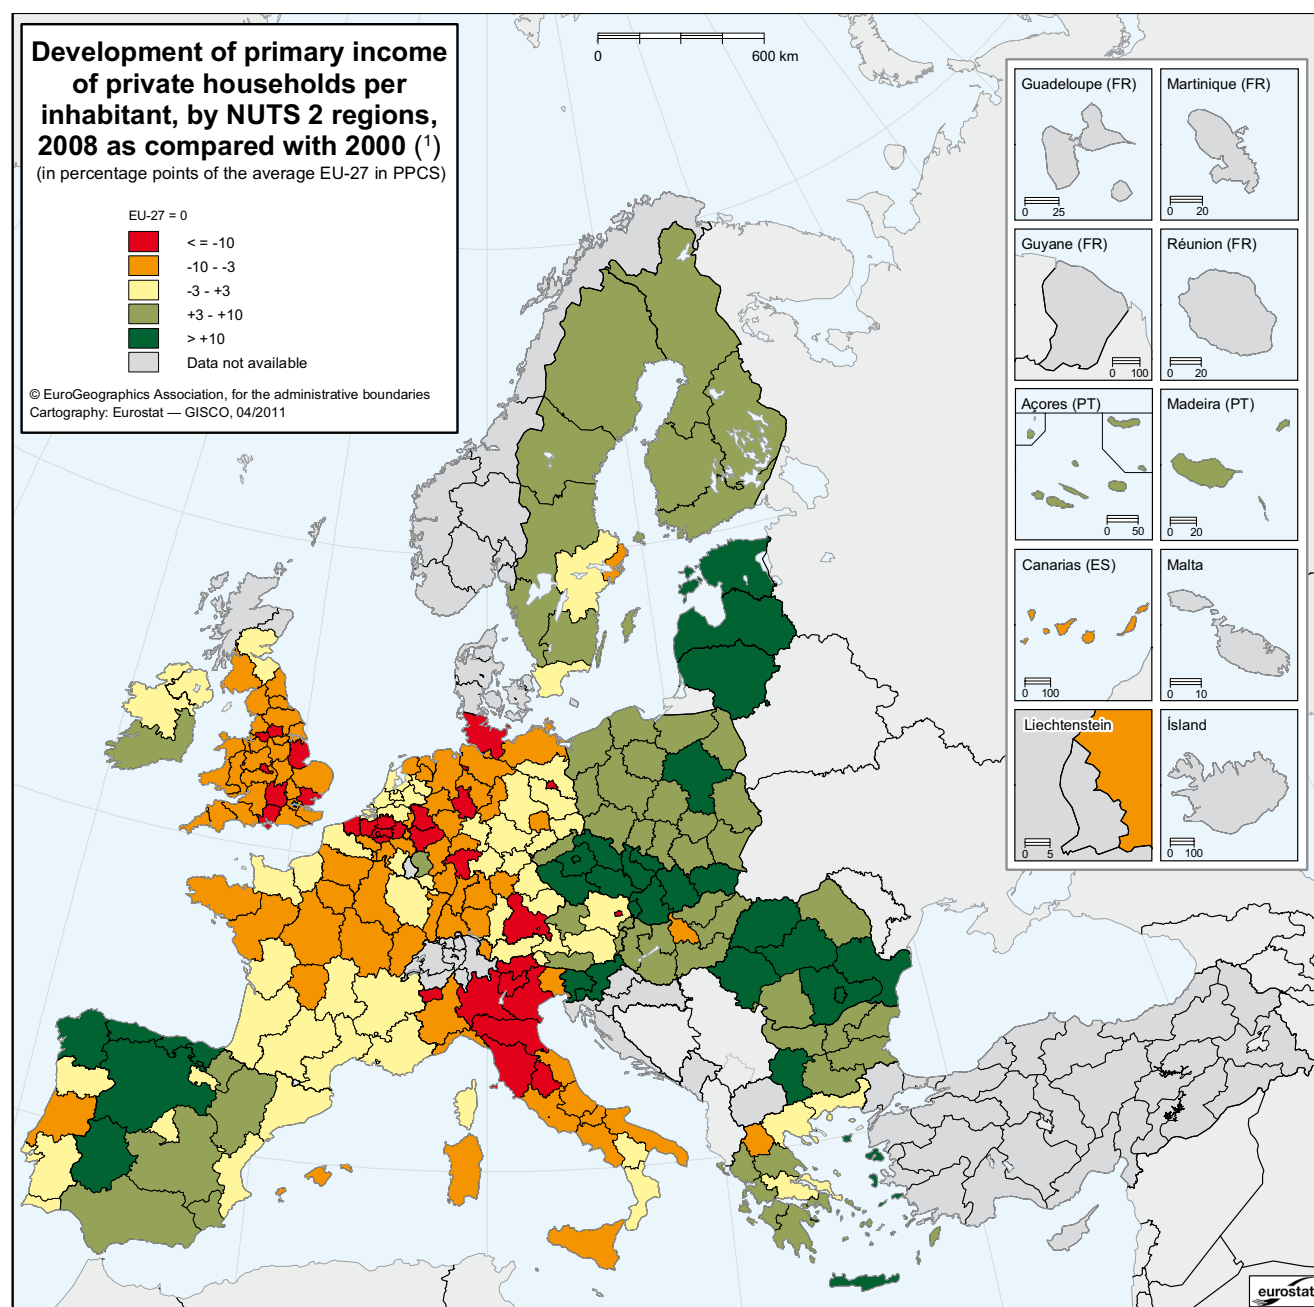 Development of primary income
of private households per
inhabitant, by NUTS 2 regions,
2008 as compared with 2000 (¹)
(in percentage points of the average EU-27 in PPCS)
EU-27 = 0
< = -10
-10 - -3
-3 - +3
+3 - +10
> +10
Data not available
© EuroGeographics Association, for the administrative boundaries
Cartography: Eurostat — GISCO, 04/2011
0 600 km
Guadeloupe (FR)
0 25
Martinique (FR)
0 20
Guyane (FR)
0 100
Réunion (FR)
0 20
Açores (PT)
0 50
Madeira (PT)
0 20
Canarias (ES)
0 100
Malta
0 10
Liechtenstein
0 5
Ísland
0 100
eurostat